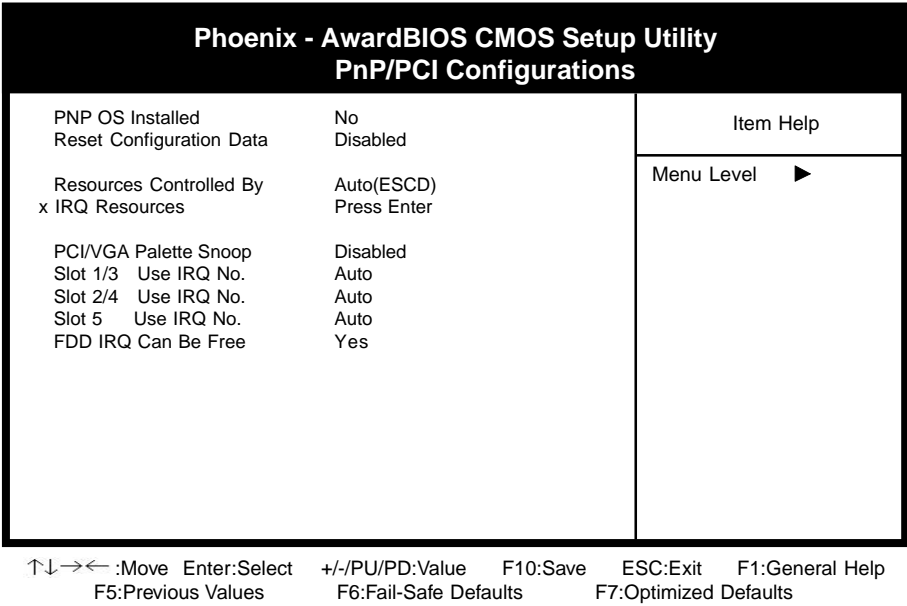 Phoenix - AwardBIOS CMOS Setup Utility
PnP/PCI Configurations
PNP OS Installed No
Reset Configuration Data Disabled
Resources Controlled By Auto(ESCD)
x IRQ Resources Press Enter
PCI/VGA Palette Snoop Disabled
Slot 1/3 Use IRQ No. Auto
Slot 2/4 Use IRQ No. Auto
Slot 5 Use IRQ No. Auto
FDD IRQ Can Be Free Yes
Item Help
Menu Level ►
↑↓→← :Move Enter:Select +/-/PU/PD:Value F10:Save ESC:Exit F1:General Help
F5:Previous Values F6:Fail-Safe Defaults F7:Optimized Defaults